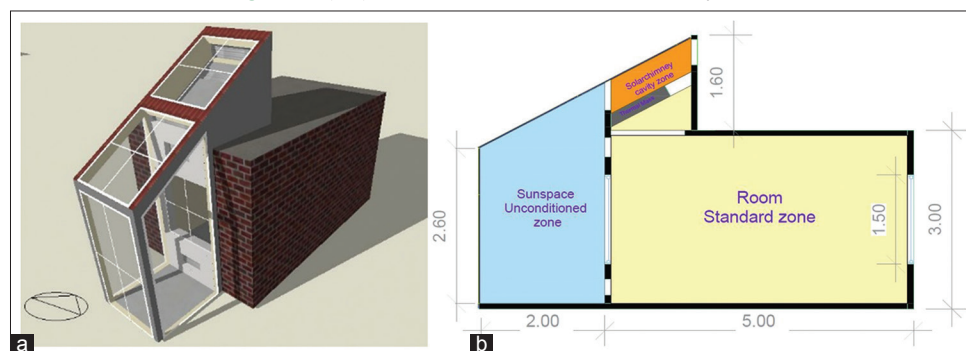 Solarchimney
cavity zone
1.60
Sunspace
Unconditioned
zone
Room
Standard zone
2.60
1.50
3.00
2.00
5.00
a
b